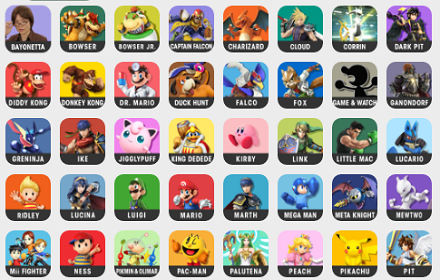 BAYONETTA
BOWSER
BOWSER JR.
CAPTAIN FALCON
CHARIZARD
CLOUD
CORRIN
DARK PIT
DIDDY KONG
DONKEY KONG
DR. MARIO
DUCK HUNT
FALCO
FOX
GAME & WATCH
GANONDORF
GRENINJA
IKE
JIGGLYPUFF
KING DEDEDE
KIRBY
LINK
LITTLE MAC
LUCARIO
RIDLEY
LUCINA
LUIGI
MARIO
MARTH
MEGA MAN
META KNIGHT
MEWTWO
Mii FIGHTER
NESS
PIKMIN & OLIMAR
PAC-MAN
PALUTENA
PEACH
PIKACHU
PIT